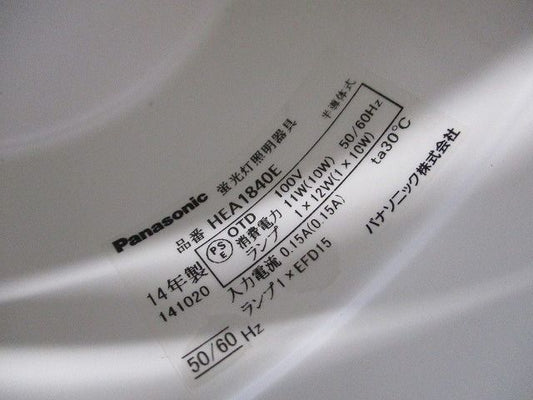 Panasonic 蛍光灯照明器具 半導体式
品番 HEA1840E
PS
E
OTD 100V 50/60Hz
消費電力 11W(10W)
ランプ 1×12W(1×10W) ta30℃
14年製 入力電流 0.15A(0.15A)
141020 ランプ1×EFD15
パナソニック株式会社
50/60 Hz